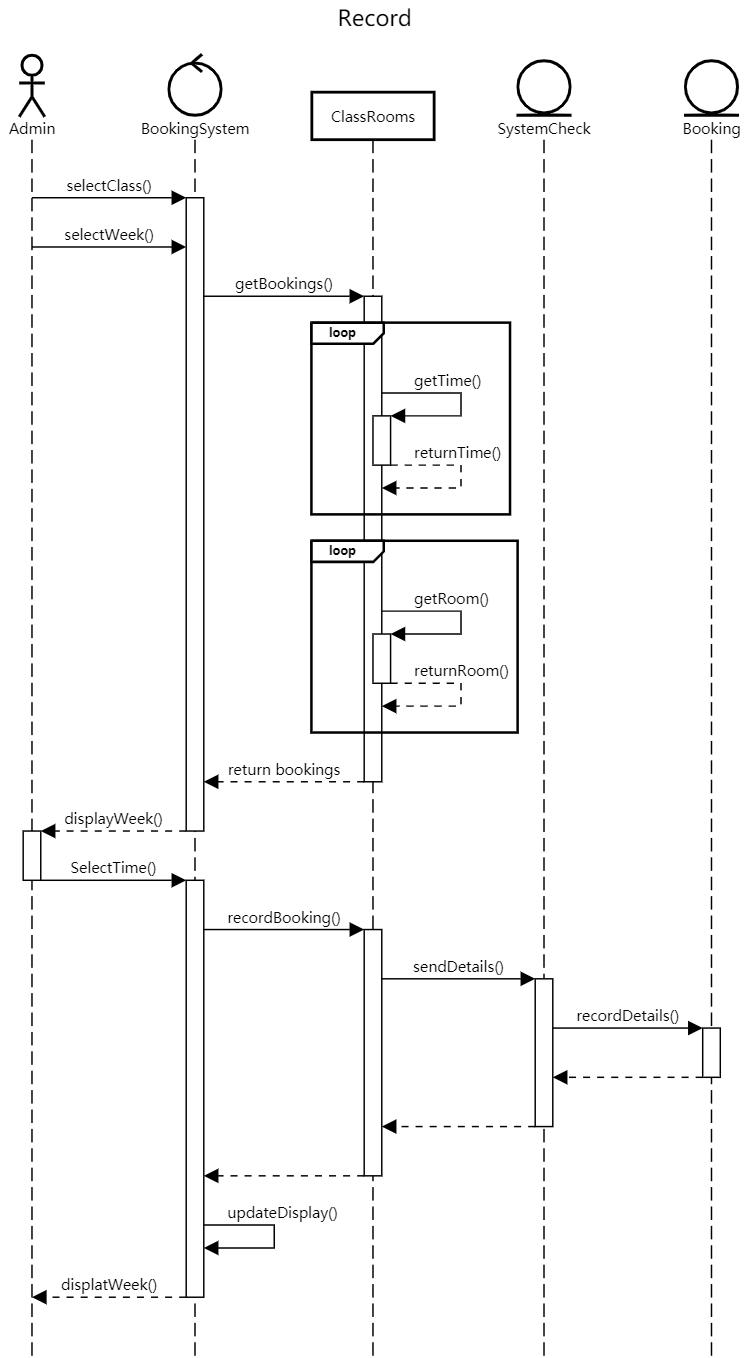 Record
Admin
BookingSystem
ClassRooms
SystemCheck
Booking
selectClass()
selectWeek()
getBookings()
loop
getTime()
returnTime()
loop
getRoom()
returnRoom()
return bookings
displayWeek()
SelectTime()
recordBooking()
sendDetails()
recordDetails()
updateDisplay()
displatWeek()